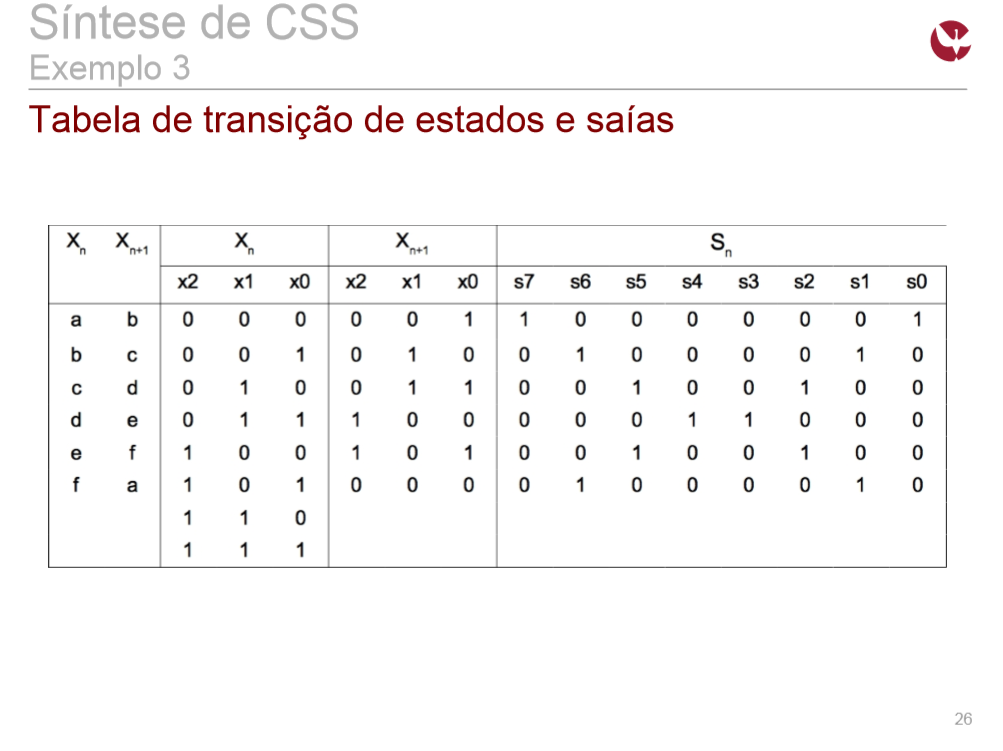 Síntese de CSS
Exemplo 3
Tabela de transição de estados e saías
Xn Xn+1 Xn Xn+1 Sn
x2 x1 x0 x2 x1 x0 s7 s6 s5 s4 s3 s2 s1 s0
a b 0 0 0 0 0 1 1 0 0 0 0 0 0 1
b c 0 0 1 0 1 0 0 1 0 0 0 0 1 0
c d 0 1 0 0 1 1 0 0 1 0 0 1 0 0
d e 0 1 1 1 0 0 0 0 0 1 1 0 0 0
e f 1 0 0 1 0 1 0 0 1 0 0 1 0 0
f a 1 0 1 0 0 0 0 1 0 0 0 0 1 0
1 1 0
1 1 1
26